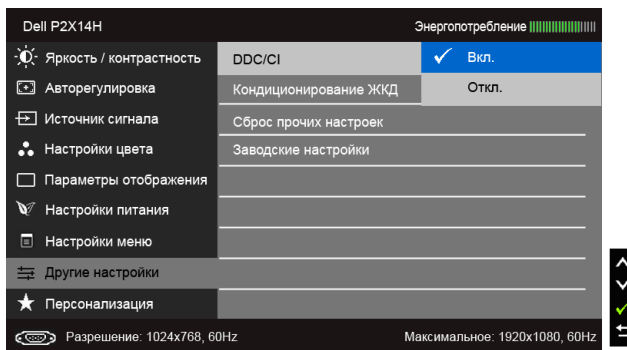 Dell P2X14H Энергопотребление
Яркость / контрастность DDC/CI Вкл.
Авторегулировка Кондиционирование ЖКД Откл.
Источник сигнала Сброс прочих настроек
Настройки цвета Заводские настройки
Параметры отображения
Настройки питания
Настройки меню
Другие настройки
Персонализация
Разрешение: 1024x768, 60Hz Максимальное: 1920x1080, 60Hz